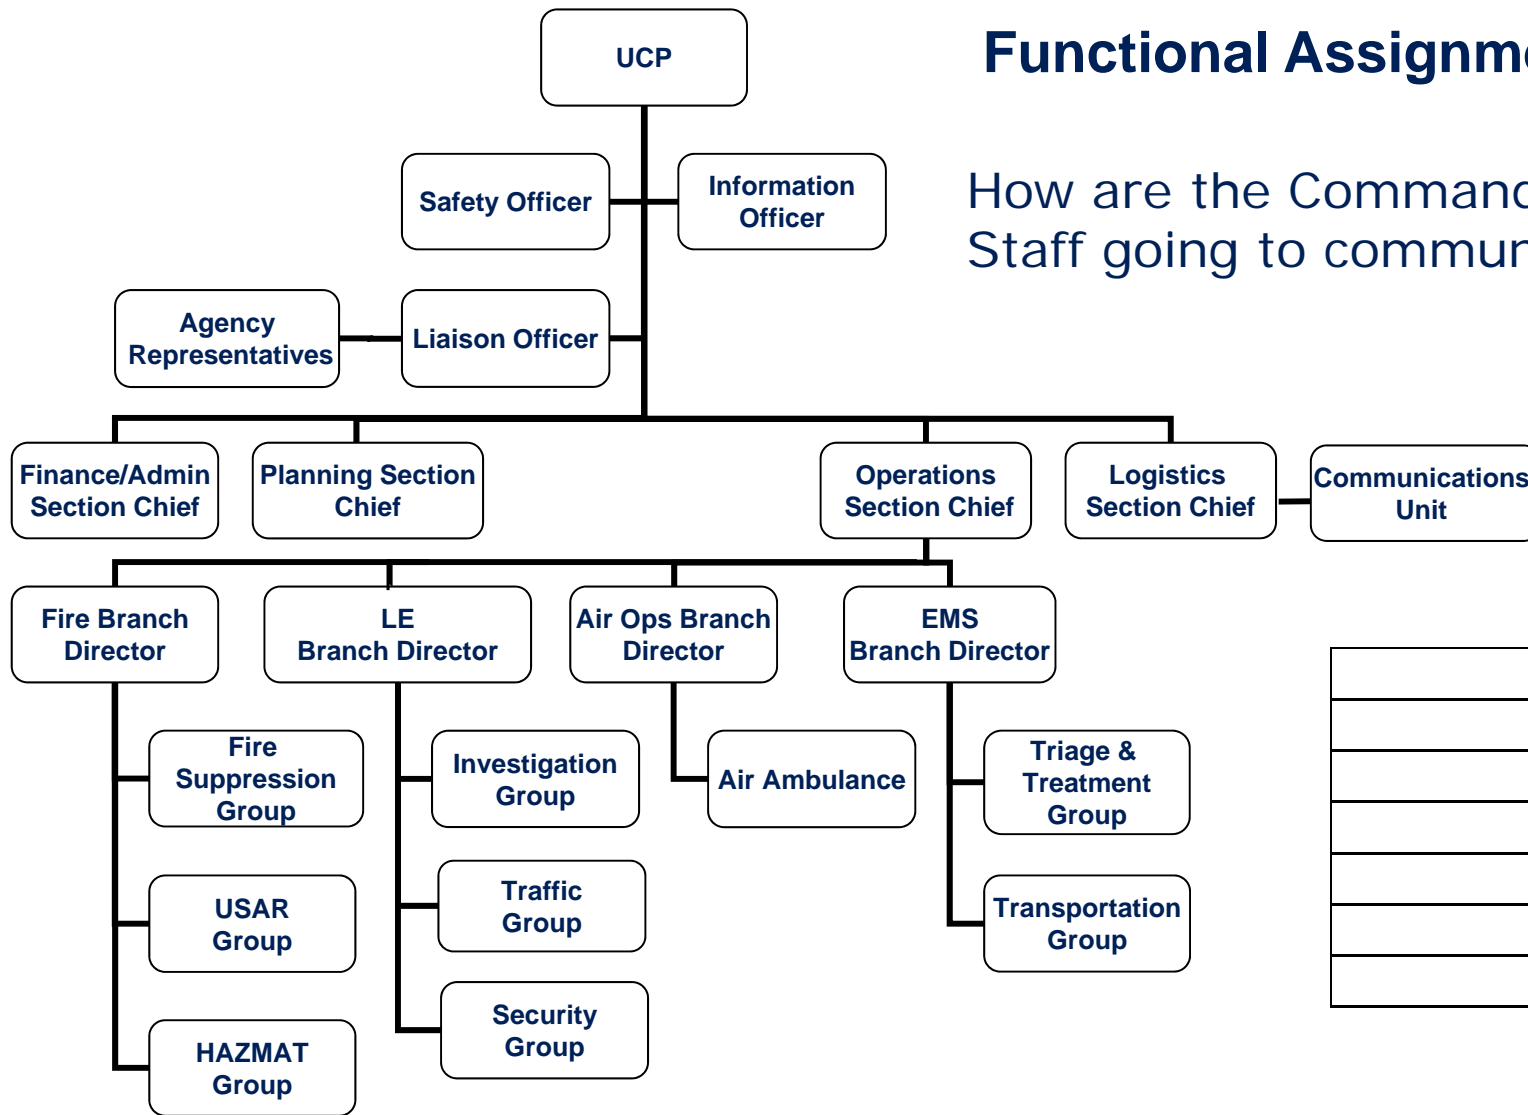 UCP
Functional Assignme
Safety Officer
Information
Officer
How are the Command
Staff going to commun
Agency
Representatives
Liaison Officer
Finance/Admin
Section Chief
Planning Section
Chief
Operations
Section Chief
Logistics
Section Chief
Communications
Unit
Fire Branch
Director
LE
Branch Director
Air Ops Branch
Director
EMS
Branch Director
Fire
Suppression
Group
Investigation
Group
Air Ambulance
Triage &
Treatment
Group
USAR
Group
Traffic
Group
Transportation
Group
HAZMAT
Group
Security
Group